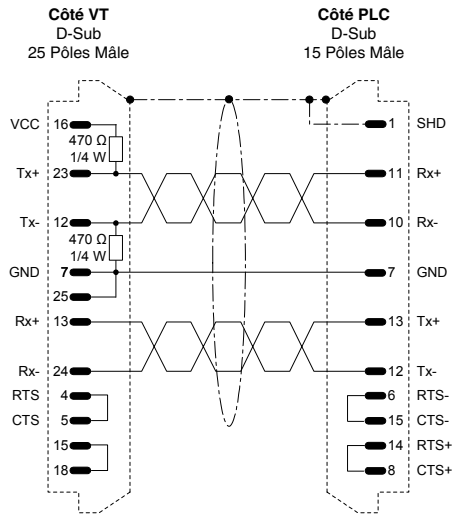 Côté VT
D-Sub
25 Pôles Mâle
Côté PLC
D-Sub
15 Pôles Mâle
VCC 16
470 Ω
1/4 W
Tx+ 23
Tx- 12
470 Ω
1/4 W
GND 7
25
Rx+ 13
Rx- 24
RTS 4
CTS 5
15
18
1 SHD
11 Rx+
10 Rx-
7 GND
13 Tx+
12 Tx-
6 RTS-
15 CTS-
14 RTS+
8 CTS+